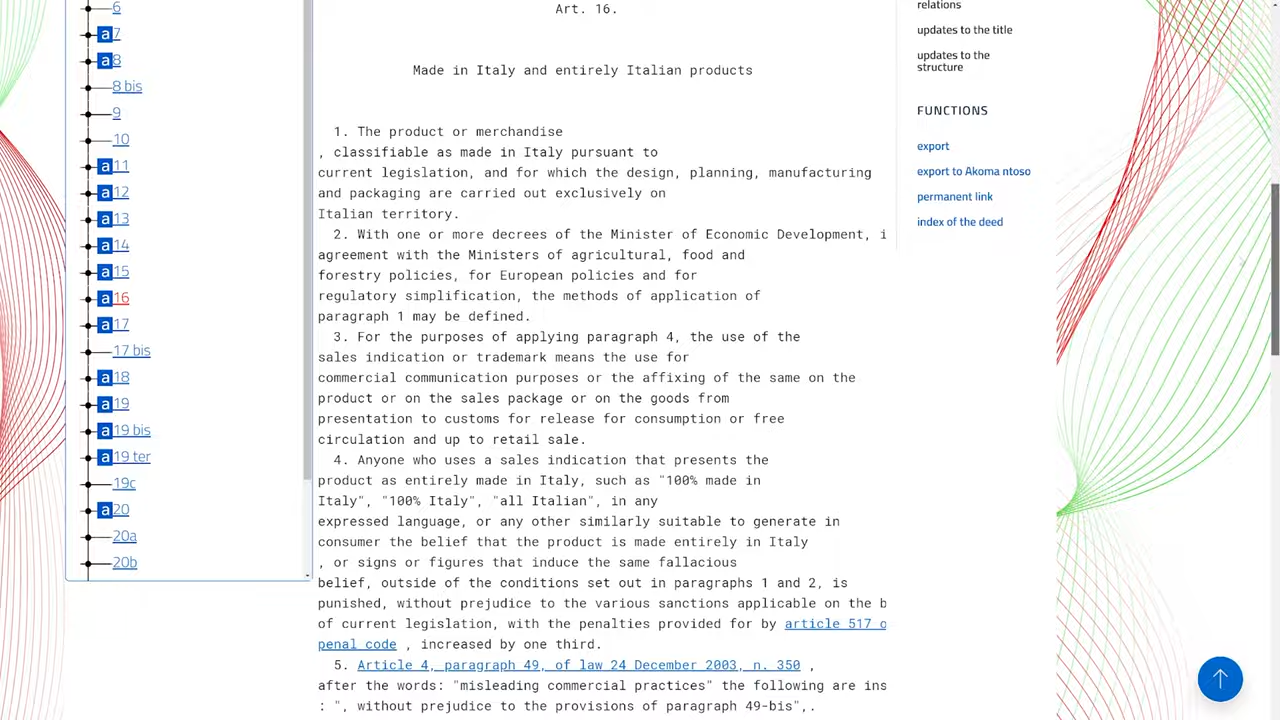 6
a 7
a 8
8 bis
9
10
a 11
a 12
a 13
a 14
a 15
a 16
a 17
17 bis
a 18
a 19
a 19 bis
a 19 ter
19c
a 20
20a
20b
Art. 16.
Made in Italy and entirely Italian products
1. The product or merchandise
, classifiable as made in Italy pursuant to
current legislation, and for which the design, planning, manufacturing
and packaging are carried out exclusively on
Italian territory.
2. With one or more decrees of the Minister of Economic Development, i
agreement with the Ministers of agricultural, food and
forestry policies, for European policies and for
regulatory simplification, the methods of application of
paragraph 1 may be defined.
3. For the purposes of applying paragraph 4, the use of the
sales indication or trademark means the use for
commercial communication purposes or the affixing of the same on the
product or on the sales package or on the goods from
presentation to customs for release for consumption or free
circulation and up to retail sale.
4. Anyone who uses a sales indication that presents the
product as entirely made in Italy, such as "100% made in
Italy", "100% Italy", "all Italian", in any
expressed language, or any other similarly suitable to generate in
consumer the belief that the product is made entirely in Italy
, or signs or figures that induce the same fallacious
belief, outside of the conditions set out in paragraphs 1 and 2, is
punished, without prejudice to the various sanctions applicable on the b
of current legislation, with the penalties provided for by article 517 o
penal code , increased by one third.
5. Article 4, paragraph 49, of law 24 December 2003, n. 350 ,
after the words: "misleading commercial practices" the following are ins
: ", without prejudice to the provisions of paragraph 49-bis",.
relations
updates to the title
updates to the
structure
FUNCTIONS
export
export to Akoma ntoso
permanent link
index of the deed